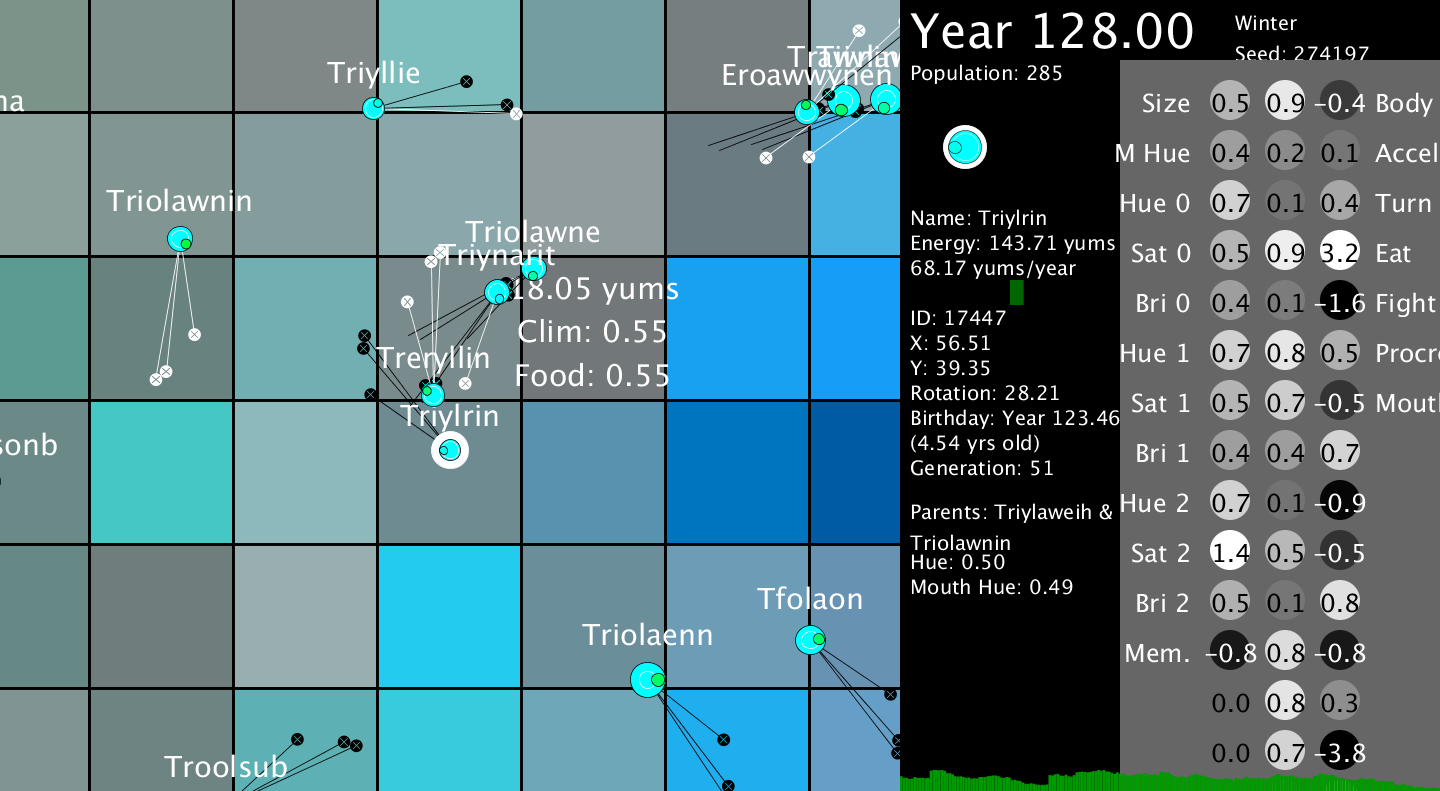 Triyllie
Eroawwynen
na
Triolawnin
Triolawne
Triynarit
18.05 yums
Clim: 0.55
Treryllin
Food: 0.55
Triylrin
sonb
Tfolaon
Triolaenn
Troolsub
Year 128.00
Winter
Seed: 274197
Population: 285
Name: Triylrin
Energy: 143.71 yums
68.17 yums/year
ID: 17447
X: 56.51
Y: 39.35
Rotation: 28.21
Birthday: Year 123.46
(4.54 yrs old)
Generation: 51
Parents: Triylaweih &
Triolawnin
Hue: 0.50
Mouth Hue: 0.49
Size 0.5 0.9 -0.4 Body
M Hue 0.4 0.2 0.1 Accel
Hue 0 0.7 0.1 0.4 Turn
Sat 0 0.5 0.9 3.2 Eat
Bri 0 0.4 0.1 -1.6 Fight
Hue 1 0.7 0.8 0.5 Procre
Sat 1 0.5 0.7 -0.5 Mouth
Bri 1 0.4 0.4 0.7
Hue 2 0.7 0.1 -0.9
Sat 2 1.4 0.5 -0.5
Bri 2 0.5 0.1 0.8
Mem. -0.8 0.8 -0.8
0.0 0.8 0.3
0.0 0.7 -3.8